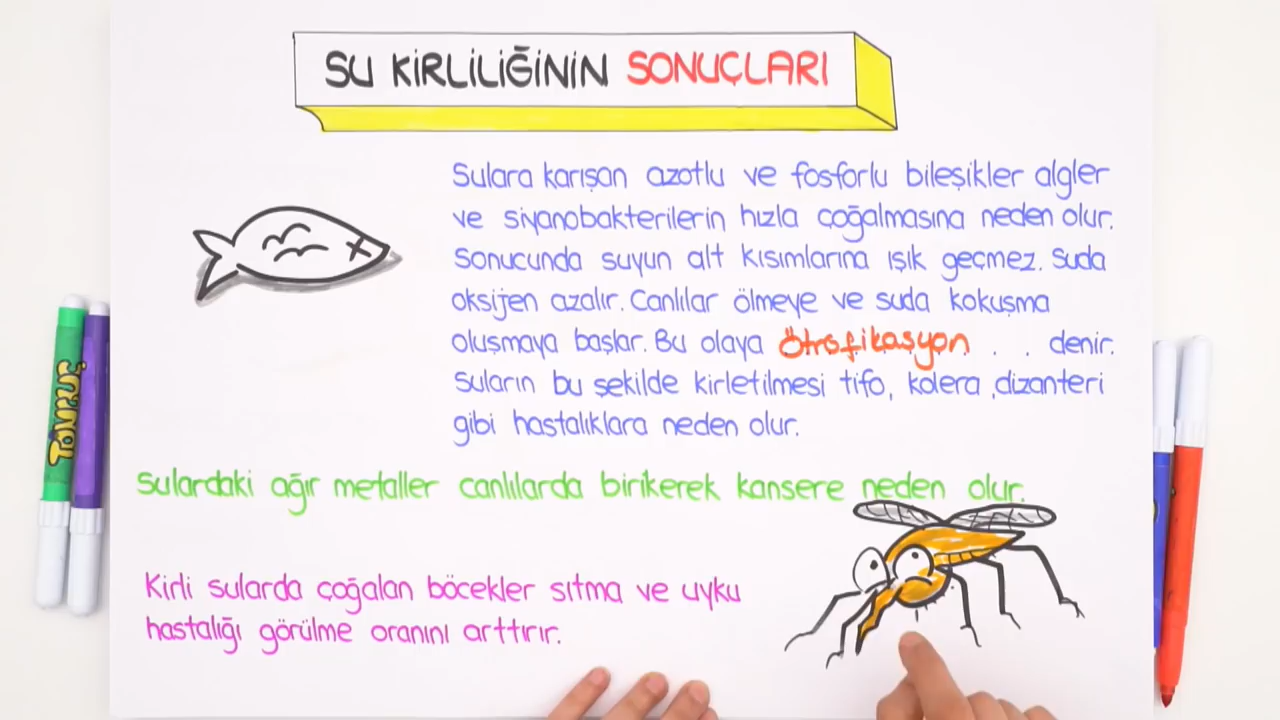 SU KİRLİLİĞİNİN SONUÇLARI
Sulara karışan azotlu ve fosforlu bileşikler algler
ve siyanobakterilerin hızla çoğalmasına neden olur.
Sonucunda suyun alt kısımlarına ışık geçmez. Suda
oksijen azalır. Canlılar ölmeye ve suda kokuşma
oluşmaya başlar. Bu olaya Ötrofikasyon . . denir.
Suların bu şekilde kirletilmesi tifo, kolera ,dizanteri
gibi hastalıklara neden olur.
Sulardaki ağır metaller canlılarda birikerek kansere neden olur.
Kirli sularda çoğalan böcekler sıtma ve uyku
hastalığı görülme oranını arttırır.
TONGUÇ